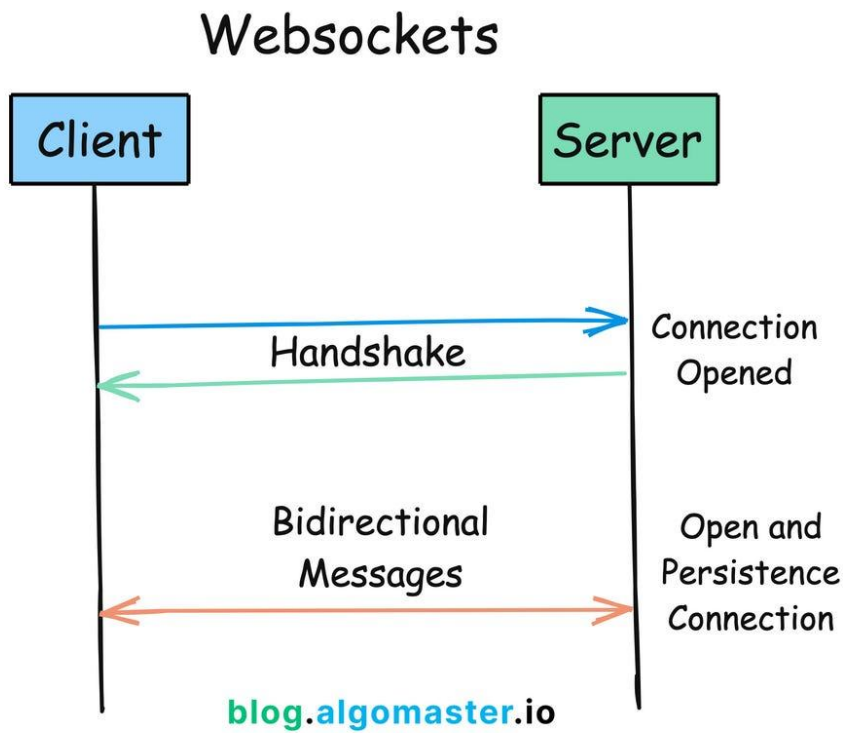 Websockets
Client
Server
Handshake
Connection
Opened
Bidirectional
Messages
Open and
Persistence
Connection
blog.algomaster.io